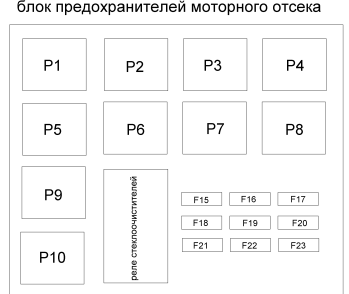 блок предохранителей моторного отсека
P1 P2 P3 P4
P5 P6 P7 P8
P9
реле стеклоочистителей
F15 F16 F17
F18 F19 F20
F21 F22 F23
P10